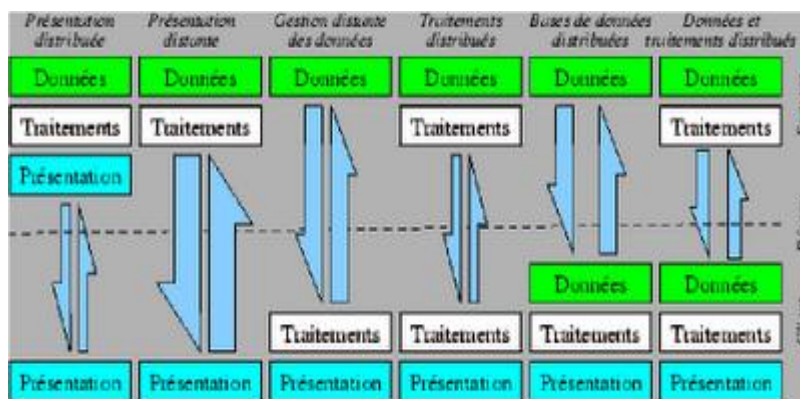 Présentation distribuée
Présentation distante
Gestion distante des données
Traitements distribués
Bases de données distribuées
Données et traitements distribués
Données Données Données Données Données Données
Traitements Traitements Traitements Traitements
Présentation
Données Données
Traitements Traitements Traitements Traitements
Présentation Présentation Présentation Présentation Présentation Présentation